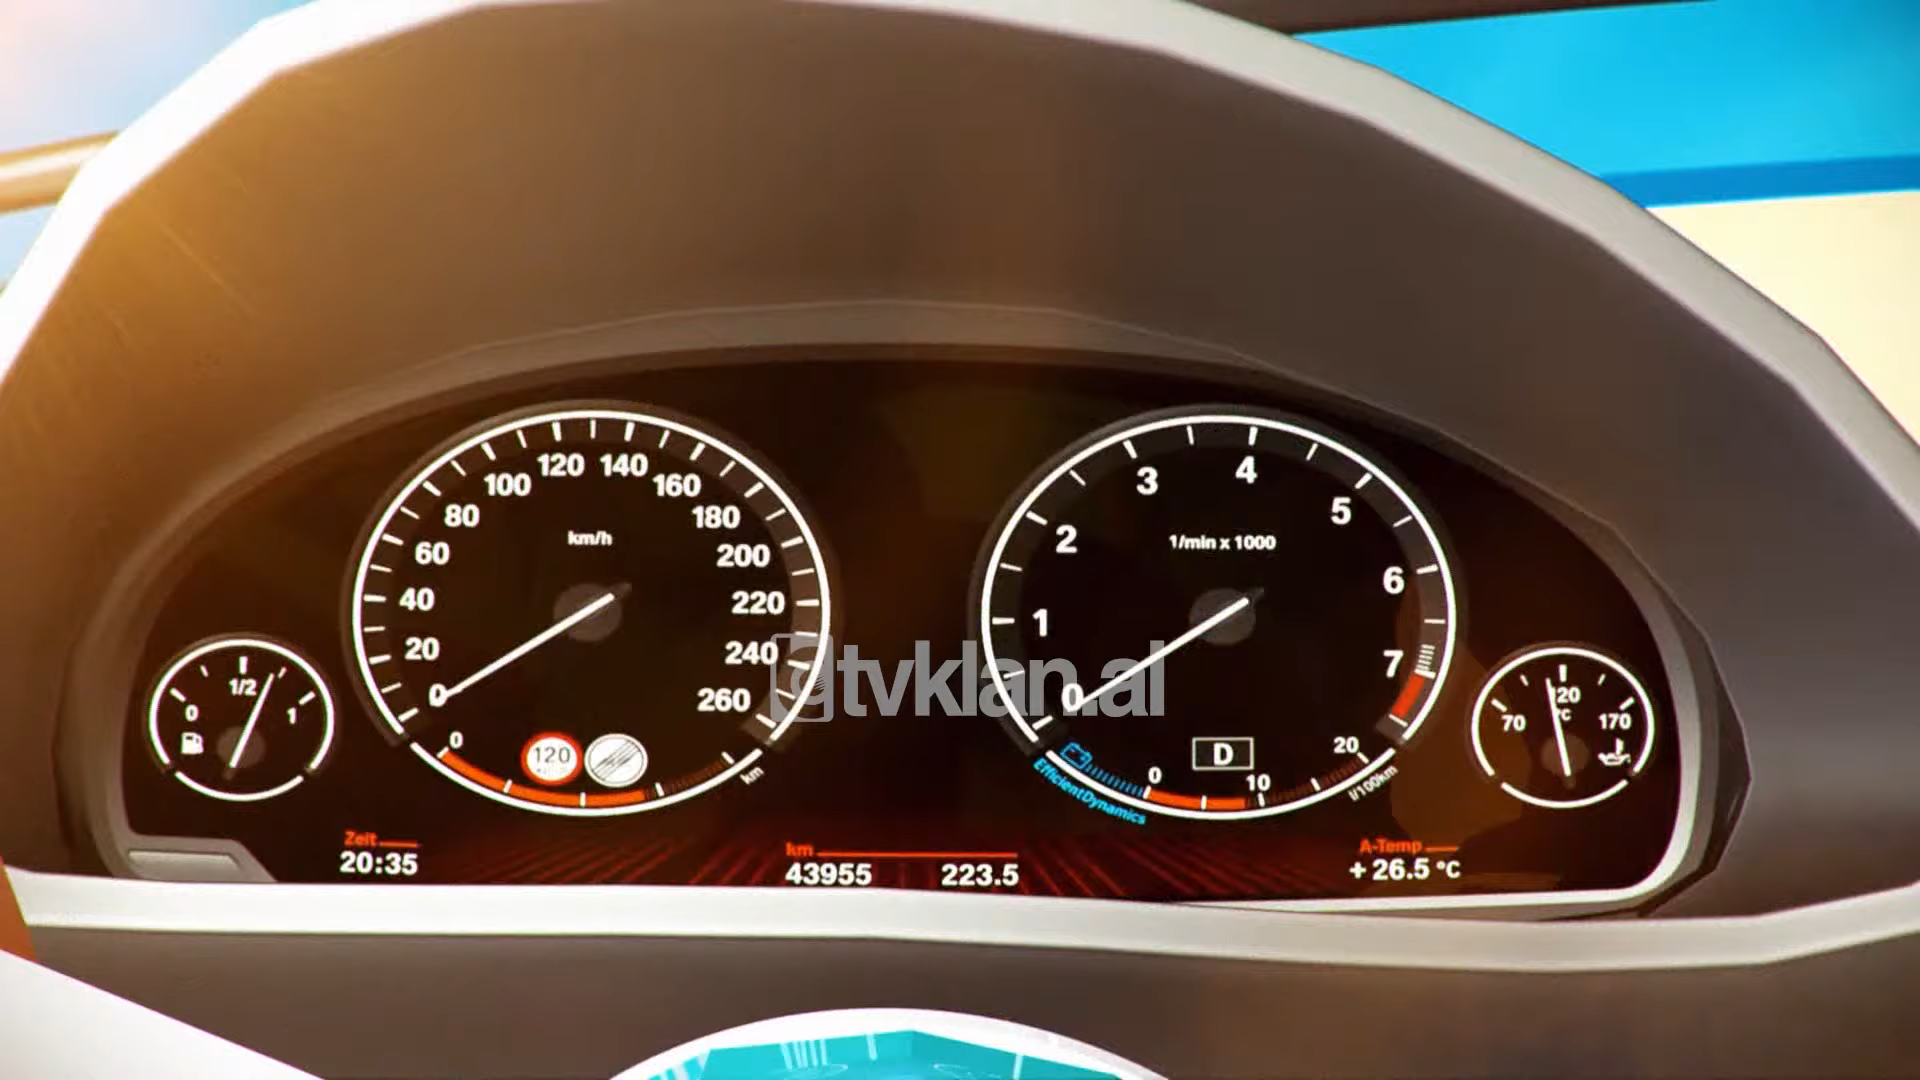 120 140
100 160
80 180
60 200
40 220
20 240
0 260
km/h
0
120
km
3 4 5
2 6
1 7
0
1/min x 1000
D
0 10 20
l/100km
EfficientDynamics
0 1/2 1
70 120 170
°C
Zeit
20:35
km
43955 223.5
A-Temp
+ 26.5 °C
tvklan.al